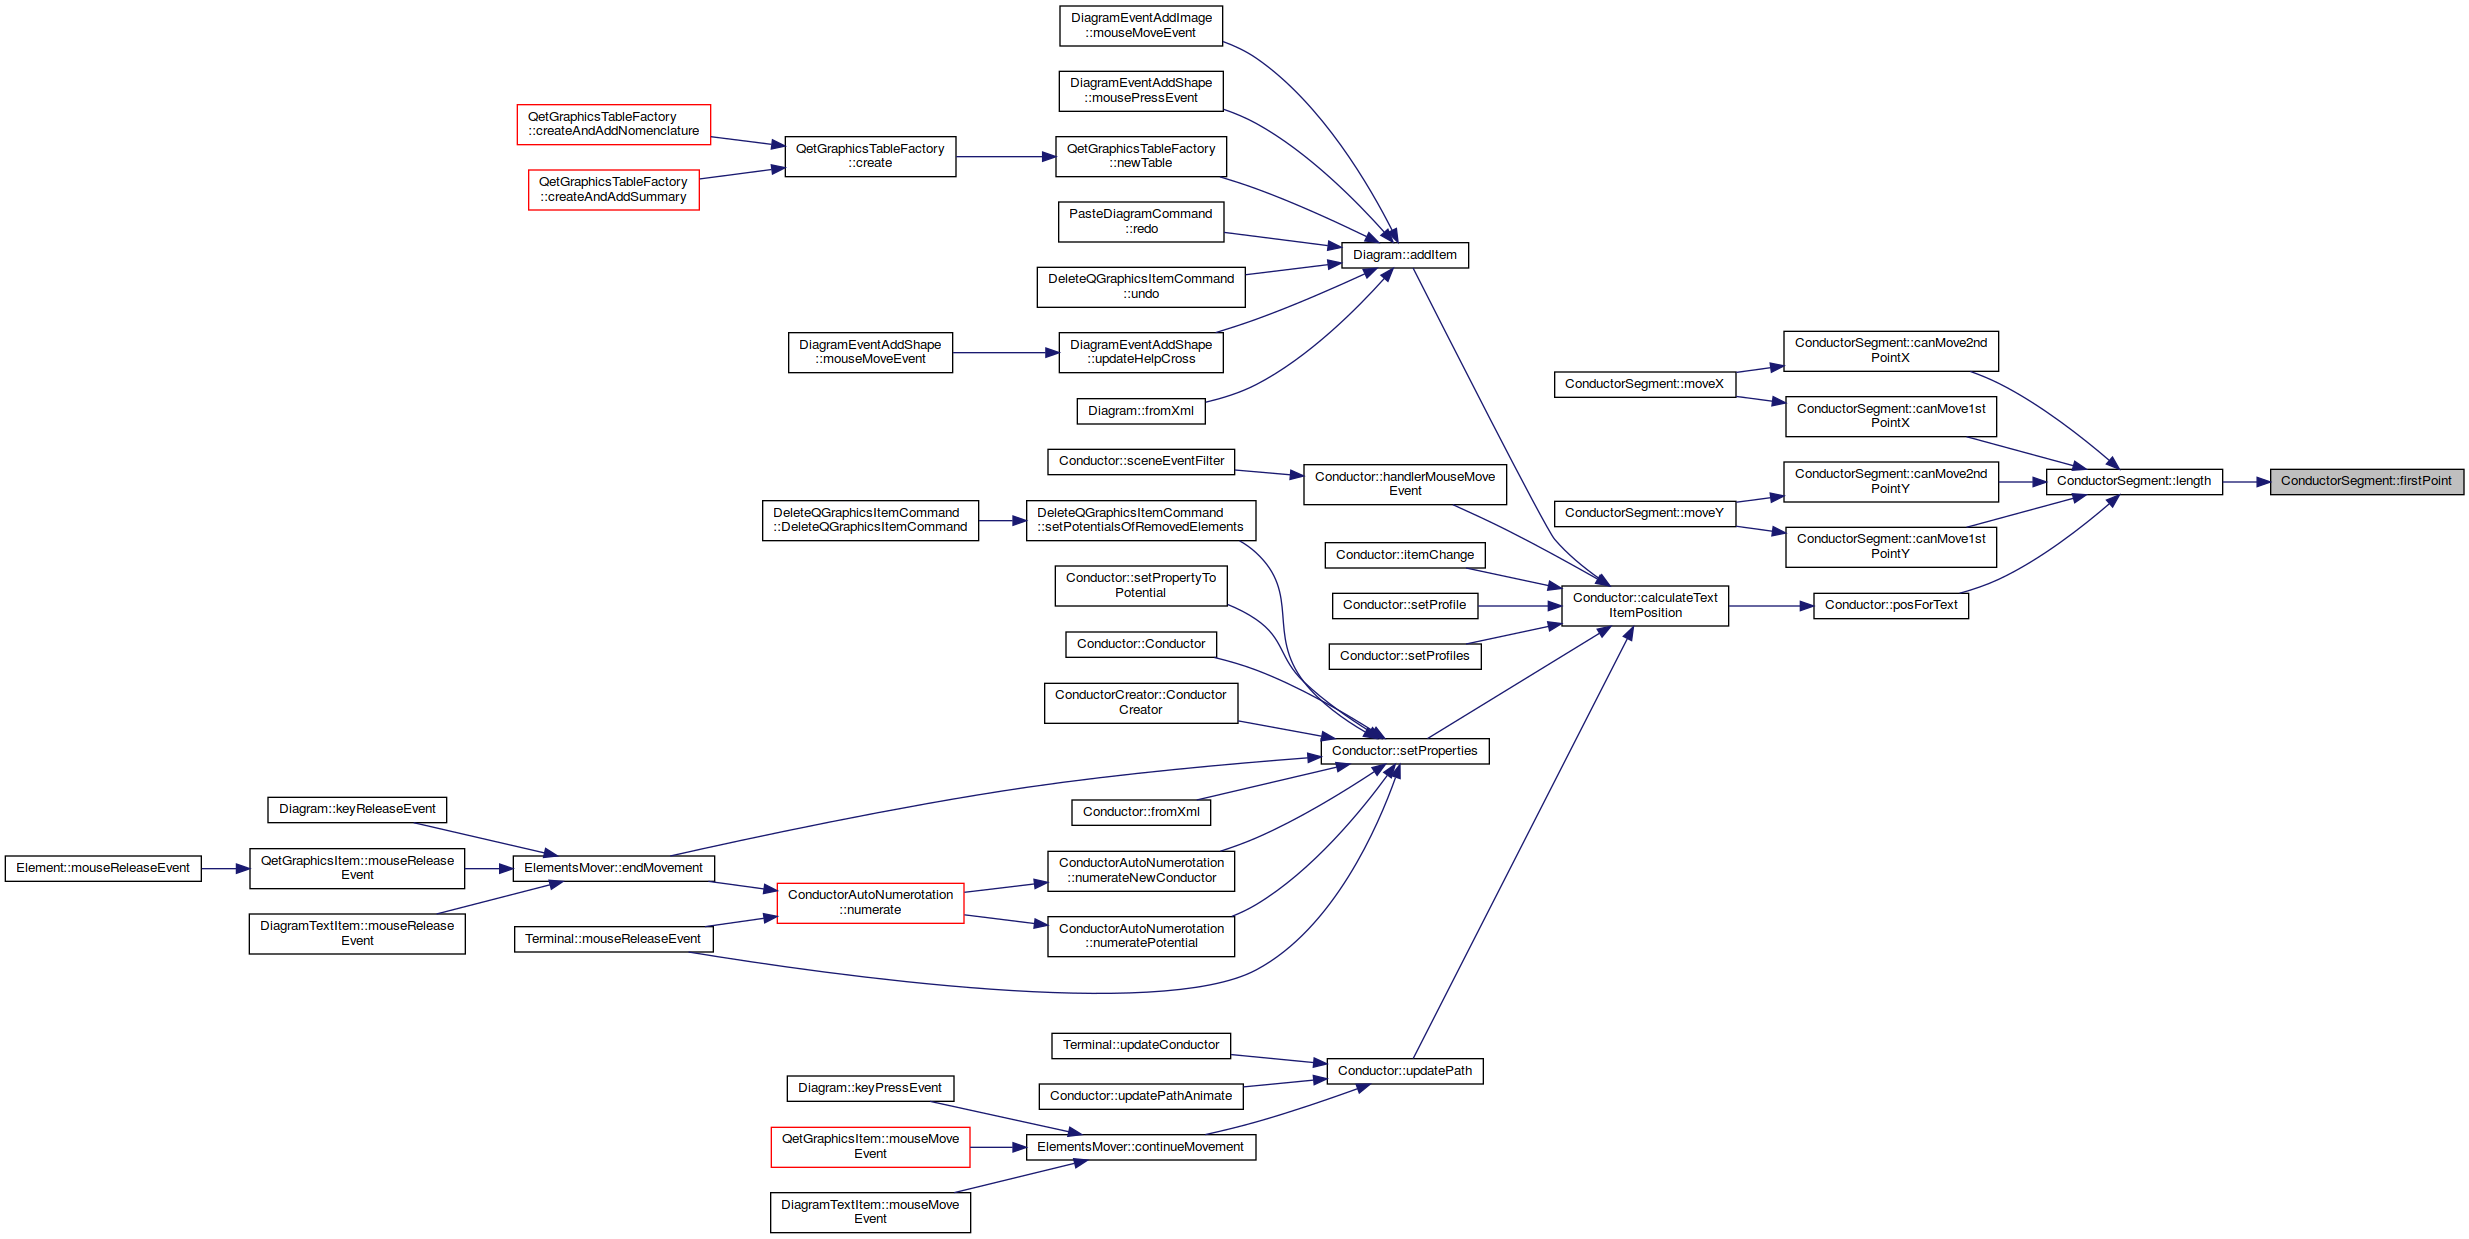 DiagramEventAddImage
::mouseMoveEvent
DiagramEventAddShape
::mousePressEvent
QetGraphicsTableFactory
::createAndAddNomenclature
QetGraphicsTableFactory
::create
QetGraphicsTableFactory
::newTable
QetGraphicsTableFactory
::createAndAddSummary
PasteDiagramCommand
::redo
Diagram::addItem
DeleteQGraphicsItemCommand
::undo
DiagramEventAddShape
::mouseMoveEvent
DiagramEventAddShape
::updateHelpCross
Diagram::fromXml
ConductorSegment::canMove2nd
PointX
ConductorSegment::moveX
ConductorSegment::canMove1st
PointX
Conductor::sceneEventFilter
Conductor::handlerMouseMove
Event
ConductorSegment::canMove2nd
PointY
ConductorSegment::length
ConductorSegment::firstPoint
DeleteQGraphicsItemCommand
::DeleteQGraphicsItemCommand
DeleteQGraphicsItemCommand
::setPotentialsOfRemovedElements
ConductorSegment::moveY
ConductorSegment::canMove1st
PointY
Conductor::itemChange
Conductor::setPropertyTo
Potential
Conductor::setProfile
Conductor::calculateText
ItemPosition
Conductor::posForText
Conductor::Conductor
Conductor::setProfiles
ConductorCreator::Conductor
Creator
Conductor::setProperties
Diagram::keyReleaseEvent
Conductor::fromXml
Element::mouseReleaseEvent
QetGraphicsItem::mouseRelease
Event
ElementsMover::endMovement
ConductorAutoNumerotation
::numerateNewConductor
ConductorAutoNumerotation
::numerate
DiagramTextItem::mouseRelease
Event
Terminal::mouseReleaseEvent
ConductorAutoNumerotation
::numeratePotential
Terminal::updateConductor
Conductor::updatePath
Diagram::keyPressEvent
Conductor::updatePathAnimate
QetGraphicsItem::mouseMove
Event
ElementsMover::continueMovement
DiagramTextItem::mouseMove
Event